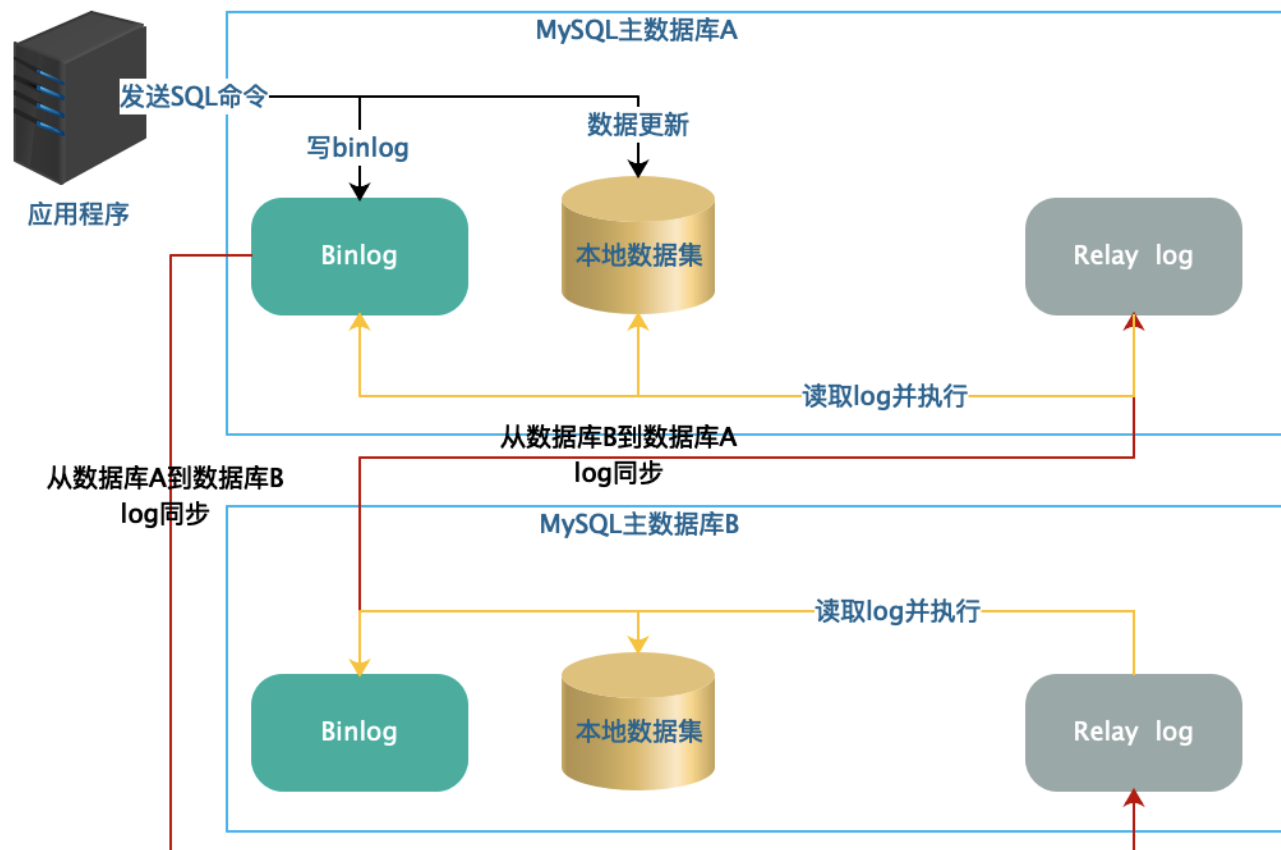 MySQL主数据库A
发送SQL命令
数据更新
写binlog
应用程序
Binlog
本地数据集
Relay log
读取log并执行
从数据库B到数据库A
log同步
从数据库A到数据库B
log同步
MySQL主数据库B
读取log并执行
Binlog
本地数据集
Relay log